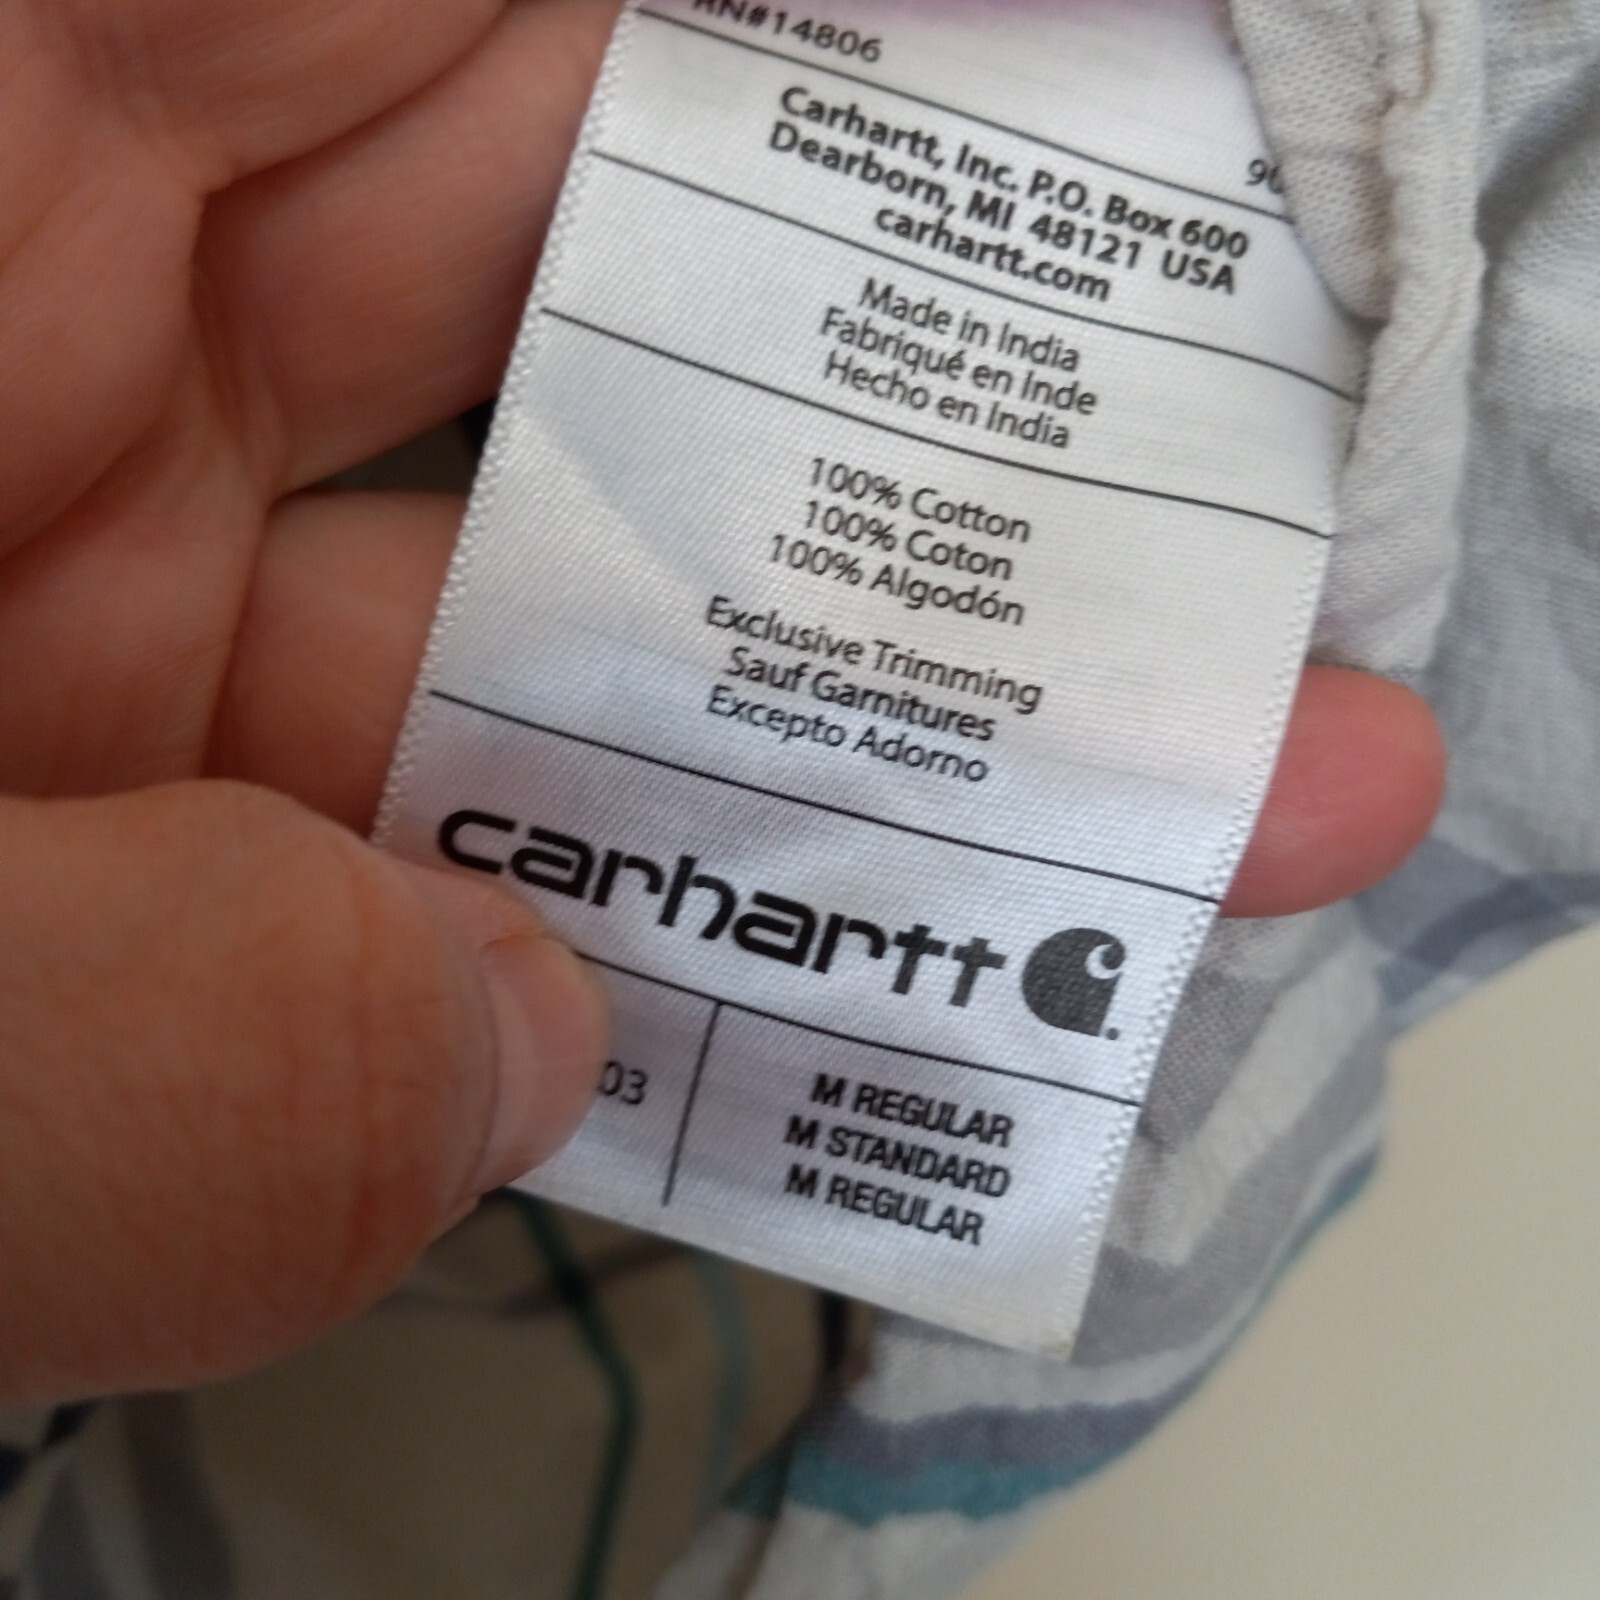 RN#14806
Carhartt, Inc. P.O. Box 600
Dearborn, MI 48121 USA
carhartt.com
Made in India
Fabriqué en Inde
Hecho en India
100% Cotton
100% Coton
100% Algodón
Exclusive Trimming
Sauf Garnitures
Excepto Adorno
carhartt
03
M REGULAR
M STANDARD
M REGULAR